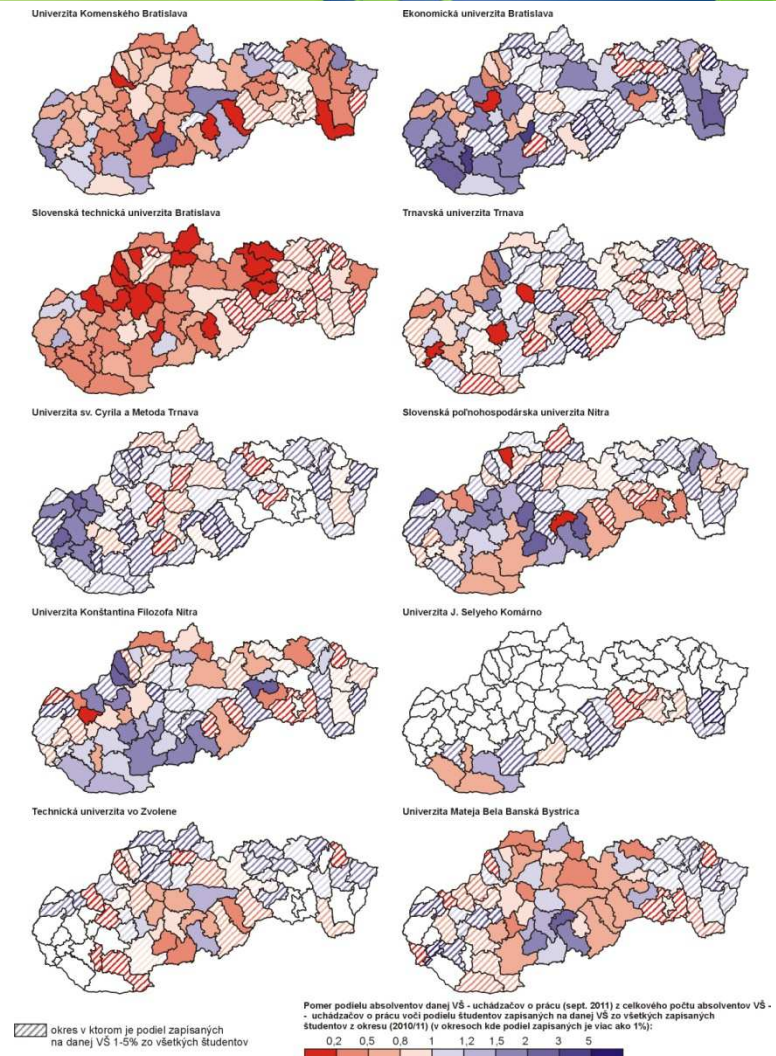 Univerzita Komenského Bratislava
Ekonomická univerzita Bratislava
Slovenská technická univerzita Bratislava
Trnavská univerzita Trnava
Univerzita sv. Cyrila a Metoda Trnava
Slovenská poľnohospodárska univerzita Nitra
Univerzita Konštantina Filozofa Nitra
Univerzita J. Selyeho Komárno
Technická univerzita vo Zvolene
Univerzita Mateja Bela Banská Bystrica
okres v ktorom je podiel zapísaných
na danej VŠ 1-5% zo všetkých študentov
Pomer podielu absolventov danej VŠ - uchádzačov o prácu (sept. 2011) z celkového počtu absolventov VŠ -
- uchádzačov o prácu voči podielu študentov zapísaných na danej VŠ zo všetkých zapísaných
študentov z okresu (2010/11) (v okresoch kde podiel zapísaných je viac ako 1%):
0,2 0,5 0,8 1 1,2 1,5 2 3 5